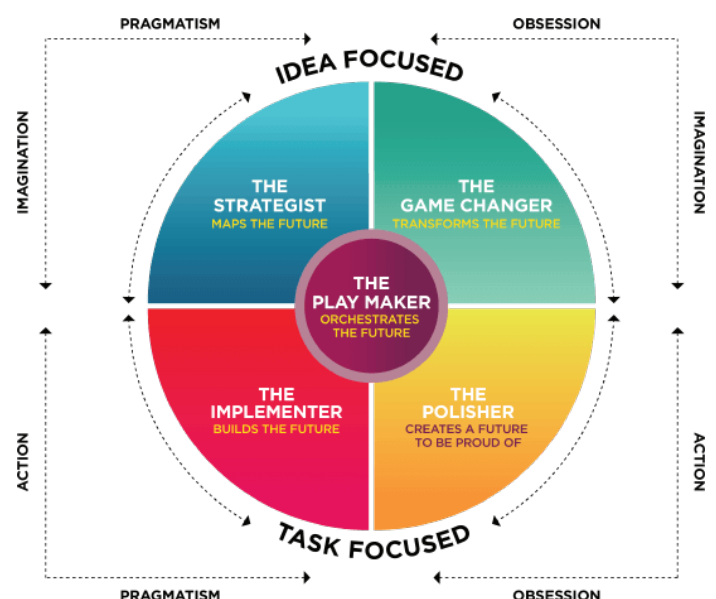 PRAGMATISM
OBSESSION
IDEA FOCUSED
IMAGINATION
IMAGINATION
THE
STRATEGIST
MAPS THE FUTURE
THE
GAME CHANGER
TRANSFORMS THE FUTURE
THE
PLAY MAKER
ORCHESTRATES
THE FUTURE
THE
IMPLEMENTER
BUILDS THE FUTURE
THE
POLISHER
CREATES A FUTURE
TO BE PROUD OF
ACTION
ACTION
TASK FOCUSED
PRAGMATISM
OBSESSION